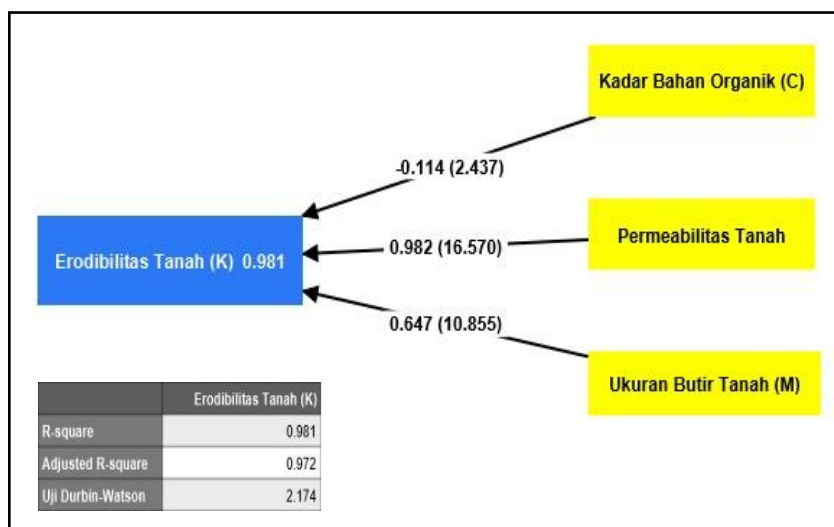 Kadar Bahan Organik (C)
-0.114 (2.437)
Erodibilitas Tanah (K) 0.981
0.982 (16.570)
Permeabilitas Tanah
0.647 (10.855)
Ukuran Butir Tanah (M)
Erodibilitas Tanah (K)
R-square 0.981
Adjusted R-square 0.972
Uji Durbin-Watson 2.174